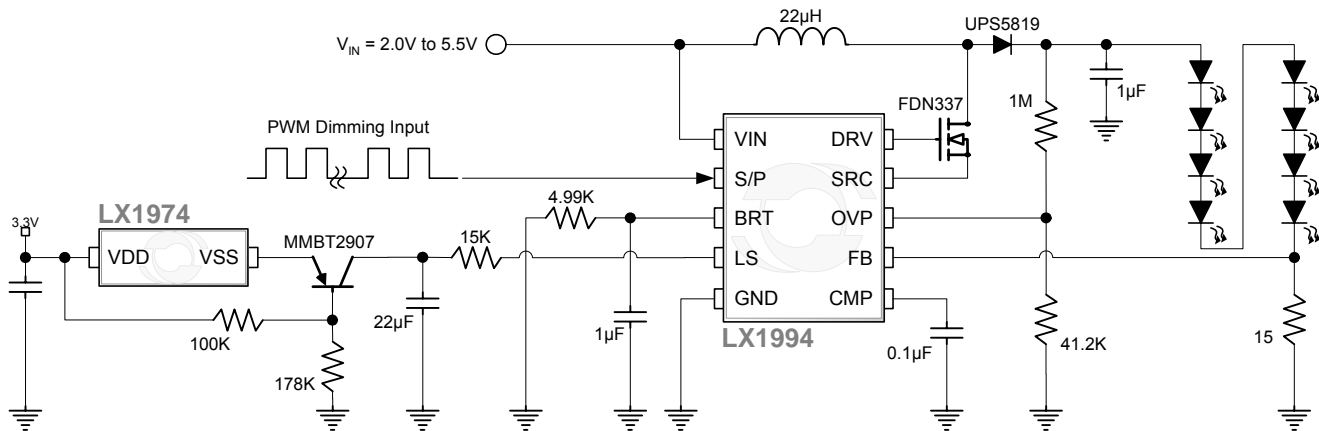 22µH
UPS5819
V_IN = 2.0V to 5.5V
1µF
FDN337
1M
PWM Dimming Input
VIN
DRV
S/P
SRC
4.99K
LX1974
BRT
OVP
3.3V
MMBT2907
15K
VDD
VSS
LS
FB
GND
CMP
22µF
1µF
100K
LX1994
0.1µF
41.2K
15
178K